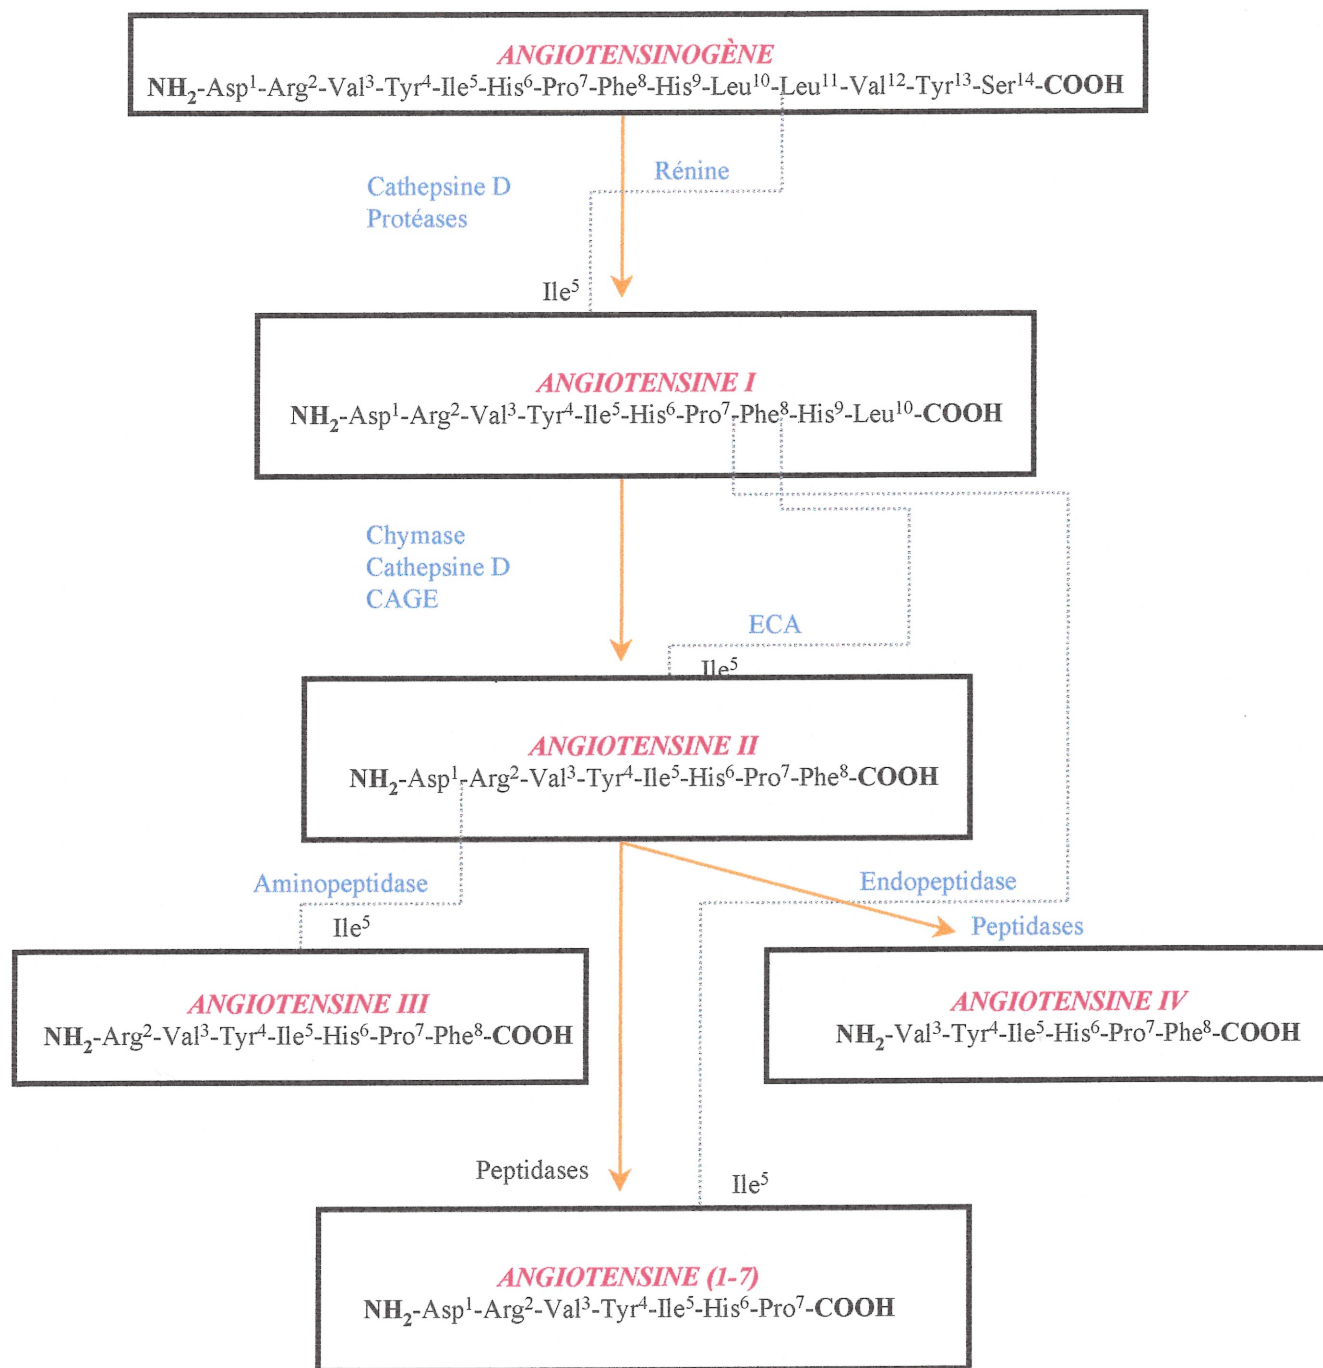 ANGIOTENSINOGÈNE
NH₂-Asp¹-Arg²-Val³-Tyr⁴-Ile⁵-His⁶-Pro⁷-Phe⁸-His⁹-Leu¹⁰-Leu¹¹-Val¹²-Tyr¹³-Ser¹⁴-COOH
Rénine
Cathepsine D
Protéases
Ile⁵
ANGIOTENSINE I
NH₂-Asp¹-Arg²-Val³-Tyr⁴-Ile⁵-His⁶-Pro⁷-Phe⁸-His⁹-Leu¹⁰-COOH
Chymase
Cathepsine D
CAGE
ECA
Ile⁵
ANGIOTENSINE II
NH₂-Asp¹-Arg²-Val³-Tyr⁴-Ile⁵-His⁶-Pro⁷-Phe⁸-COOH
Aminopeptidase
Endopeptidase
Ile⁵
Peptidases
ANGIOTENSINE III
NH₂-Arg²-Val³-Tyr⁴-Ile⁵-His⁶-Pro⁷-Phe⁸-COOH
ANGIOTENSINE IV
NH₂-Val³-Tyr⁴-Ile⁵-His⁶-Pro⁷-Phe⁸-COOH
Peptidases
Ile⁵
ANGIOTENSINE (1-7)
NH₂-Asp¹-Arg²-Val³-Tyr⁴-Ile⁵-His⁶-Pro⁷-COOH